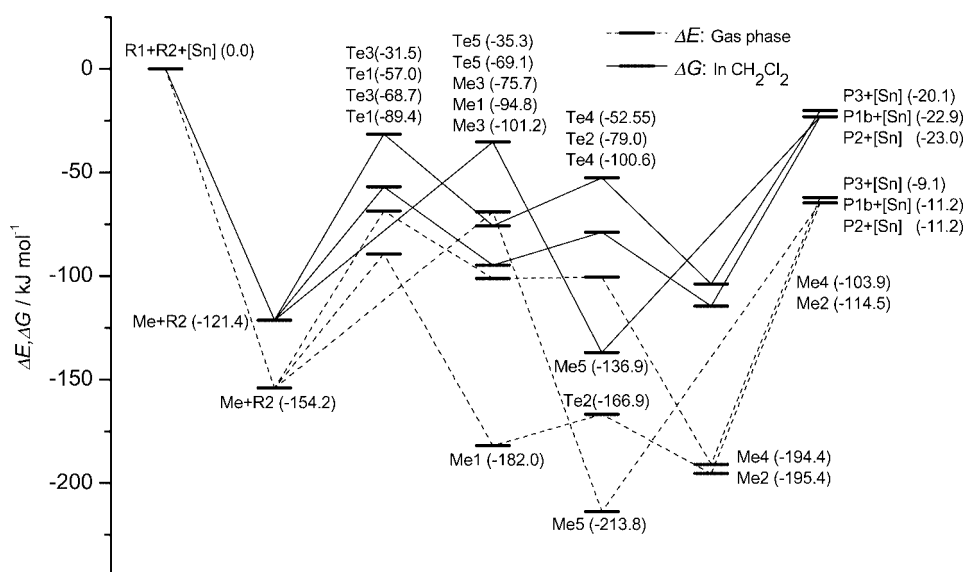 R1+R2+[Sn] (0.0)
Te3(-31.5)
Te1(-57.0)
Te3(-68.7)
Te1(-89.4)
Te5 (-35.3)
Te5 (-69.1)
Me3 (-75.7)
Me1 (-94.8)
Me3 (-101.2)
ΔE: Gas phase
ΔG: In CH2Cl2
Te4 (-52.55)
Te2 (-79.0)
Te4 (-100.6)
P3+[Sn] (-20.1)
P1b+[Sn] (-22.9)
P2+[Sn] (-23.0)
P3+[Sn] (-9.1)
P1b+[Sn] (-11.2)
P2+[Sn] (-11.2)
Me4 (-103.9)
Me2 (-114.5)
Me+R2 (-121.4)
Me+R2 (-154.2)
Me5 (-136.9)
Te2(-166.9)
Me1 (-182.0)
Me4 (-194.4)
Me2 (-195.4)
Me5 (-213.8)
0
-50
-100
-150
-200
ΔE,ΔG / kJ mol-1